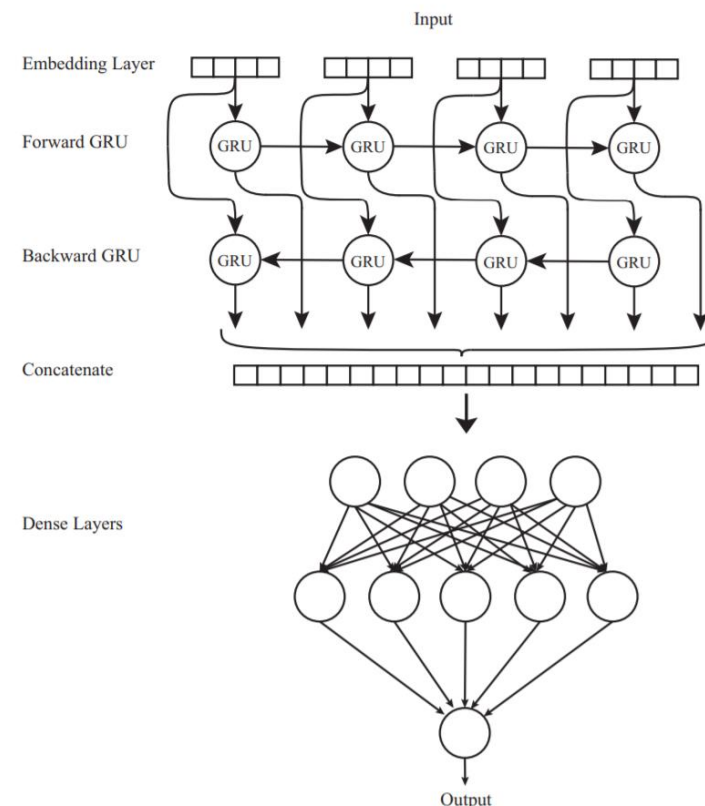 Input
Embedding Layer
Forward GRU
GRU
GRU
GRU
GRU
Backward GRU
GRU
GRU
GRU
GRU
Concatenate
Dense Layers
Output